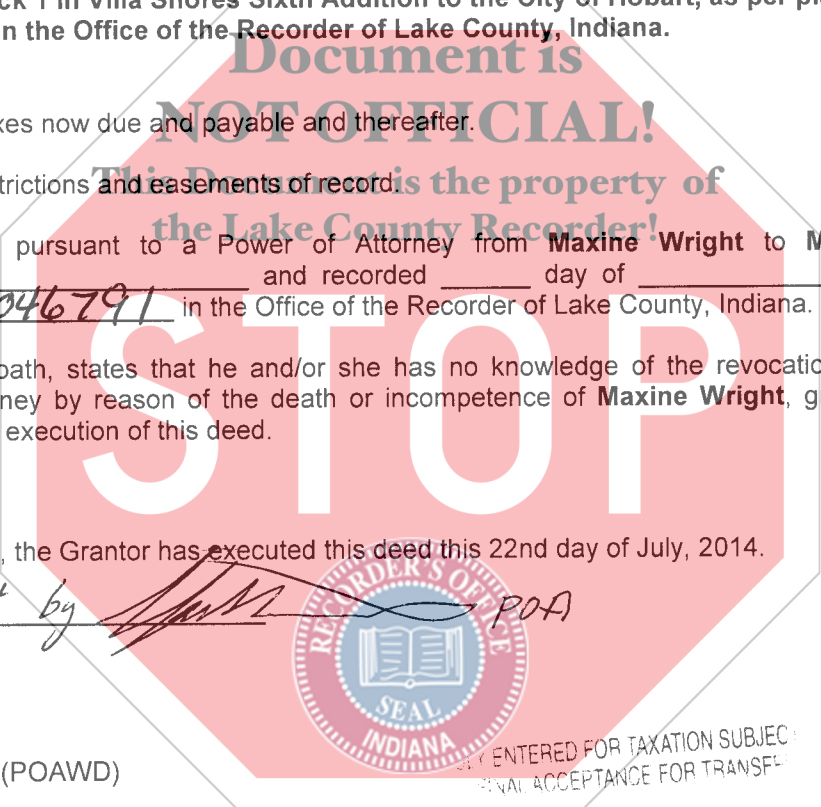 ck 1 in Villa Shores Sixth Addition to the City of Hobart, as per pl
n the Office of the Recorder of Lake County, Indiana.
Document is
NOT OFFICIAL!
This Document is the property of
the Lake County Recorder!
xes now due and payable and thereafter.
trictions and easements of record.
pursuant to a Power of Attorney from Maxine Wright to M
and recorded ______ day of
046791 in the Office of the Recorder of Lake County, Indiana.
oath, states that he and/or she has no knowledge of the revocatio
ney by reason of the death or incompetence of Maxine Wright, g
execution of this deed.
STOP
, the Grantor has executed this deed this 22nd day of July, 2014.
by POA
RECORDER'S OFFICE
SEAL
INDIANA
(POAWD)
ENTERED FOR TAXATION SUBJEC
ACCEPTANCE FOR TRANSFE